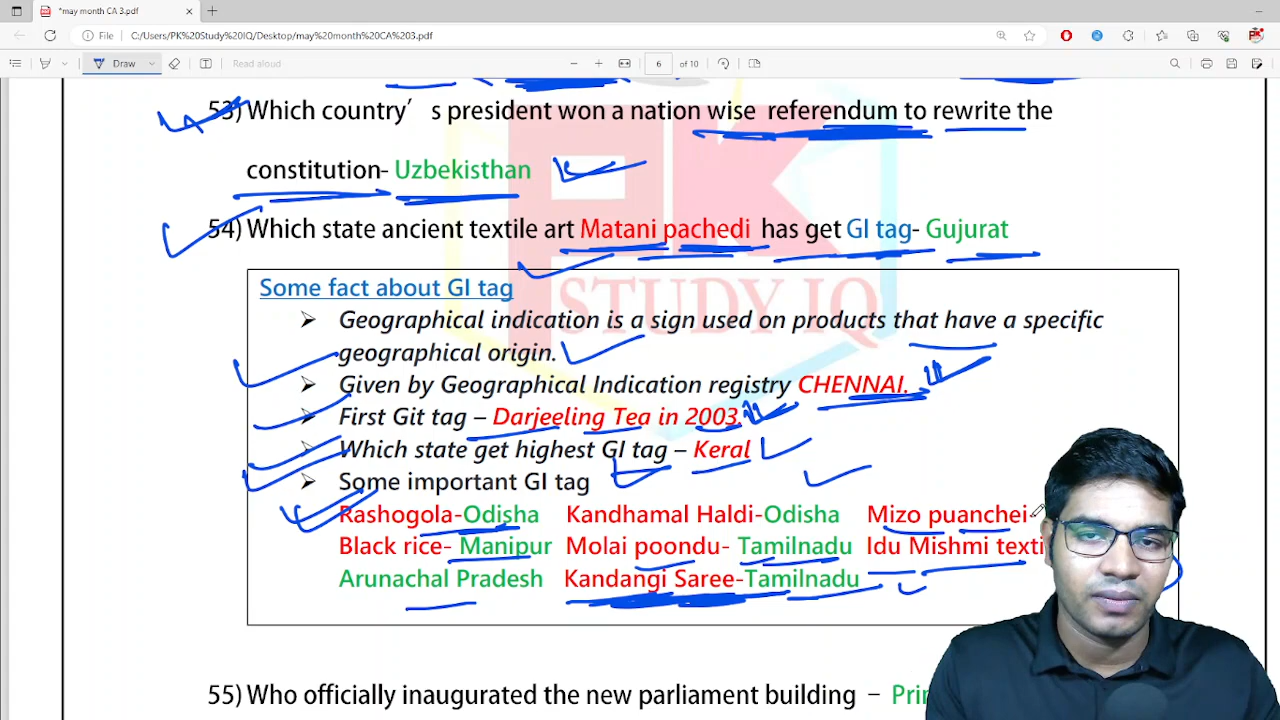 *may month CA 3.pdf
File C:/Users/PK%20Study%20IQ/Desktop/may%20month%20CA%203.pdf
Draw Read aloud 6 of 10
53) Which country's president won a nation wise referendum to rewrite the
constitution- Uzbekisthan
54) Which state ancient textile art Matani pachedi has get GI tag- Gujurat
Some fact about GI tag
➢ Geographical indication is a sign used on products that have a specific
geographical origin.
➢ Given by Geographical Indication registry CHENNAI.
➢ First Git tag – Darjeeling Tea in 2003.
➢ Which state get highest GI tag – Keral
➢ Some important GI tag
Rashogola-Odisha Kandhamal Haldi-Odisha Mizo puanchei
Black rice- Manipur Molai poondu- Tamilnadu Idu Mishmi
Arunachal Pradesh Kandangi Saree-Tamilnadu
55) Who officially inaugurated the new parliament building –
PK
STUDY IQ